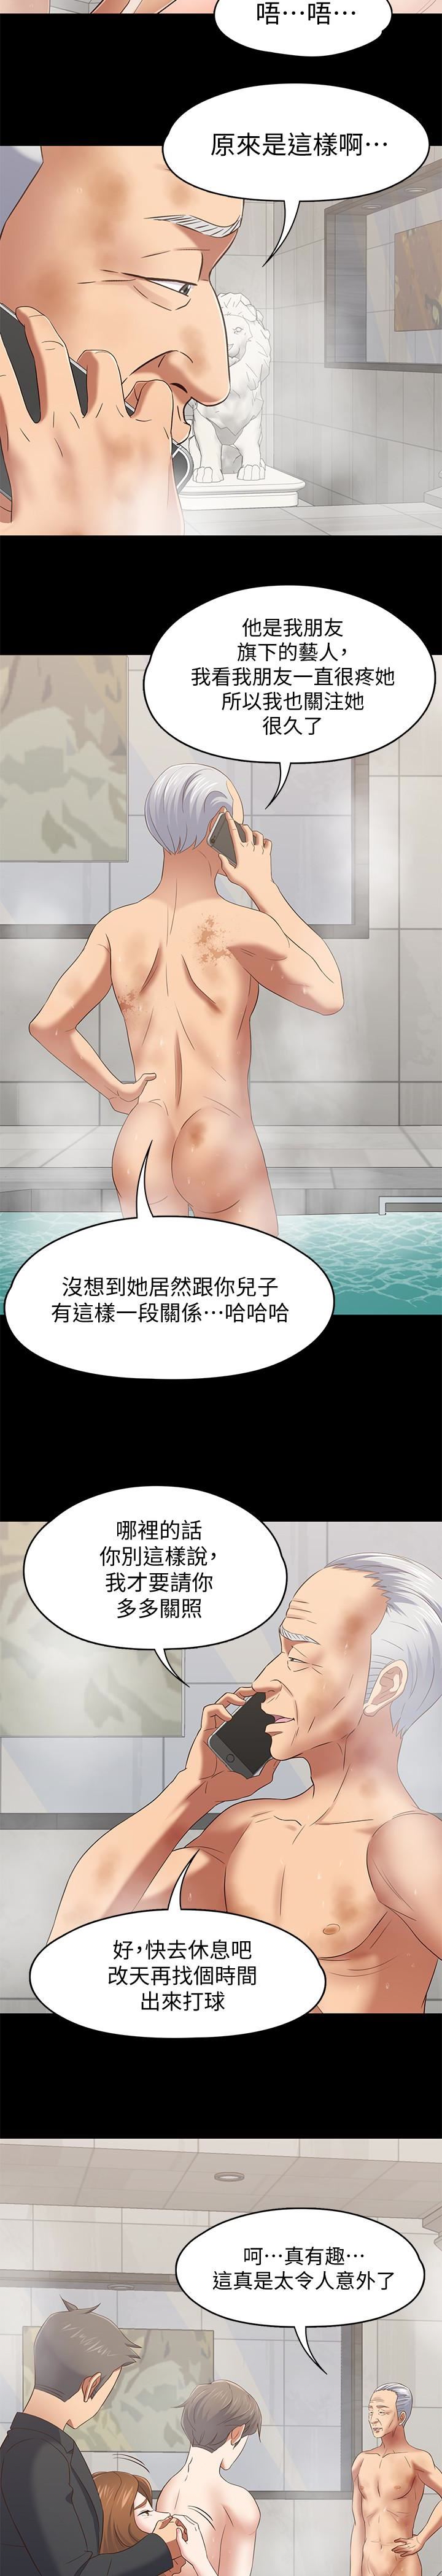 唔…唔…
原來是這樣啊…
他是我朋友
旗下的藝人，
我看我朋友一直很疼她
所以我也關注她
很久了
沒想到她居然跟你兒子
有這樣一段關係…哈哈哈
哪裡的話
你別這樣說，
我才要請你
多多關照
好，快去休息吧
改天再找個時間
出來打球
呵…真有趣…
這真是太令人意外了